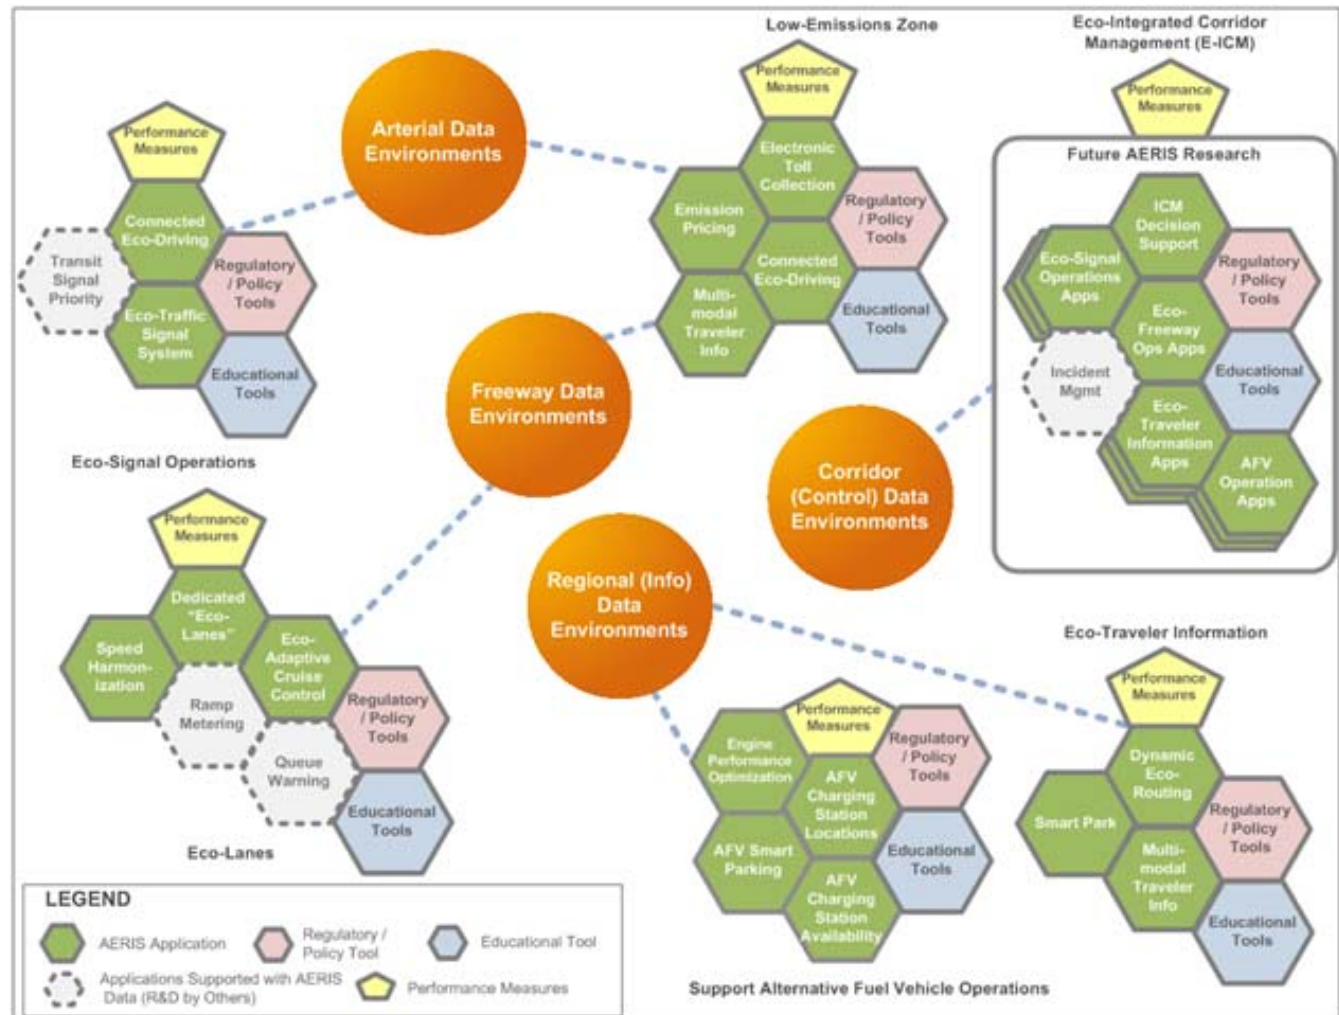 Low-Emissions Zone
Eco-Integrated Corridor
Management (E-ICM)
Arterial Data
Environments
Freeway Data
Environments
Corridor
(Control) Data
Environments
Regional (Info)
Data
Environments
Performance
Measures
Connected
Eco-Driving
Transit
Signal
Priority
Regulatory
/ Policy
Tools
Eco-Traffic
Signal
System
Educational
Tools
Eco-Signal Operations
Performance
Measures
Electronic
Toll
Collection
Emission
Pricing
Regulatory
/ Policy
Tools
Connected
Eco-Driving
Multi-
modal
Traveler
Info
Educational
Tools
Performance
Measures
Future AERIS Research
ICM
Decision
Support
Eco-Signal
Operations
Apps
Regulatory
/ Policy
Tools
Eco-
Freeway
Ops Apps
Incident
Mgmt
Educational
Tools
Eco-
Traveler
Information
Apps
AFV
Operation
Apps
Performance
Measures
Dedicated
"Eco-
Lanes"
Speed
Harmon-
ization
Eco-
Adaptive
Cruise
Control
Ramp
Metering
Regulatory
/ Policy
Tools
Queue
Warning
Educational
Tools
Eco-Lanes
Performance
Measures
Engine
Performance
Optimization
Regulatory
/ Policy
Tools
AFV
Charging
Station
Locations
AFV Smart
Parking
Educational
Tools
AFV
Charging
Station
Availability
Support Alternative Fuel Vehicle Operations
Eco-Traveler Information
Performance
Measures
Dynamic
Eco-
Routing
Smart Park
Regulatory
/ Policy
Tools
Multi-
modal
Traveler
Info
Educational
Tools
LEGEND
AERIS Application
Regulatory /
Policy Tool
Educational Tool
Applications Supported with AERIS
Data (R&D by Others)
Performance Measures